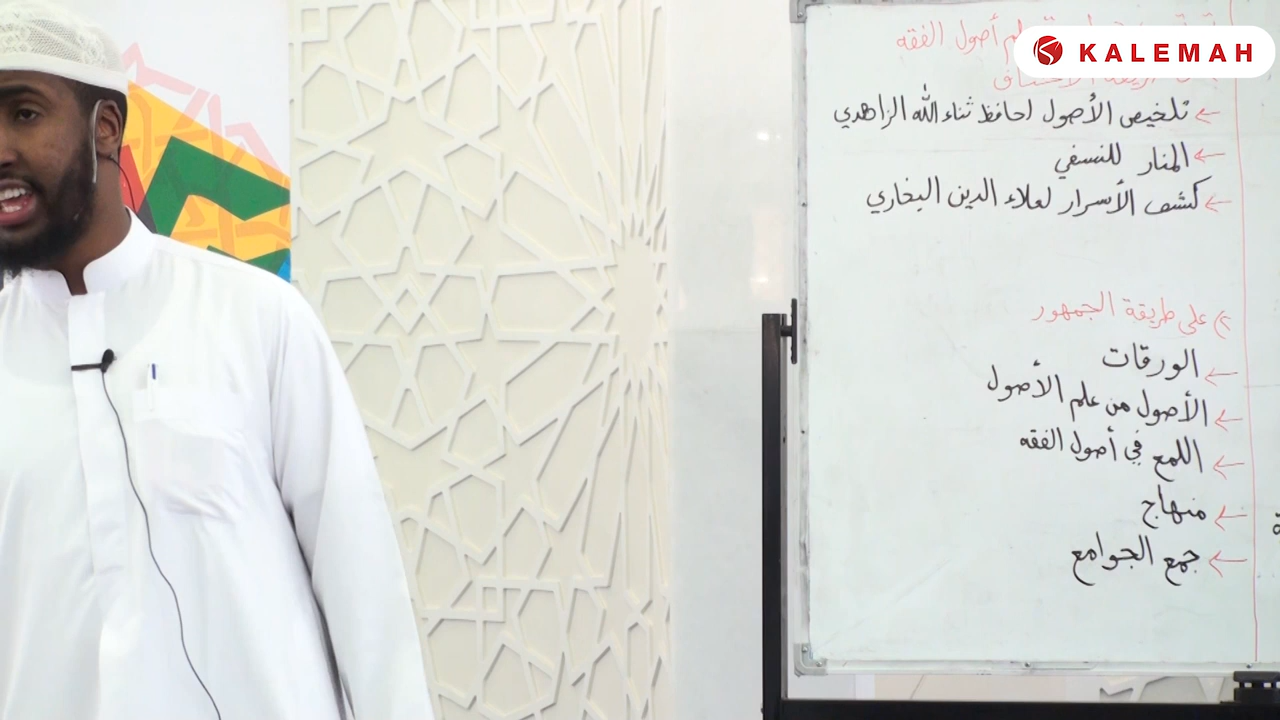 KALEMAH
أصول الفقه
← تلخيص الأصول لحافظ ثناء الله الزاهدي
← المنار للنسفي
← كشف الأسرار لعلاء الدين البخاري
٢) على طريقة الجمهور
← الورقات
← الأصول من علم الأصول
← اللمع في أصول الفقه
← منهاج
← جمع الجوامع